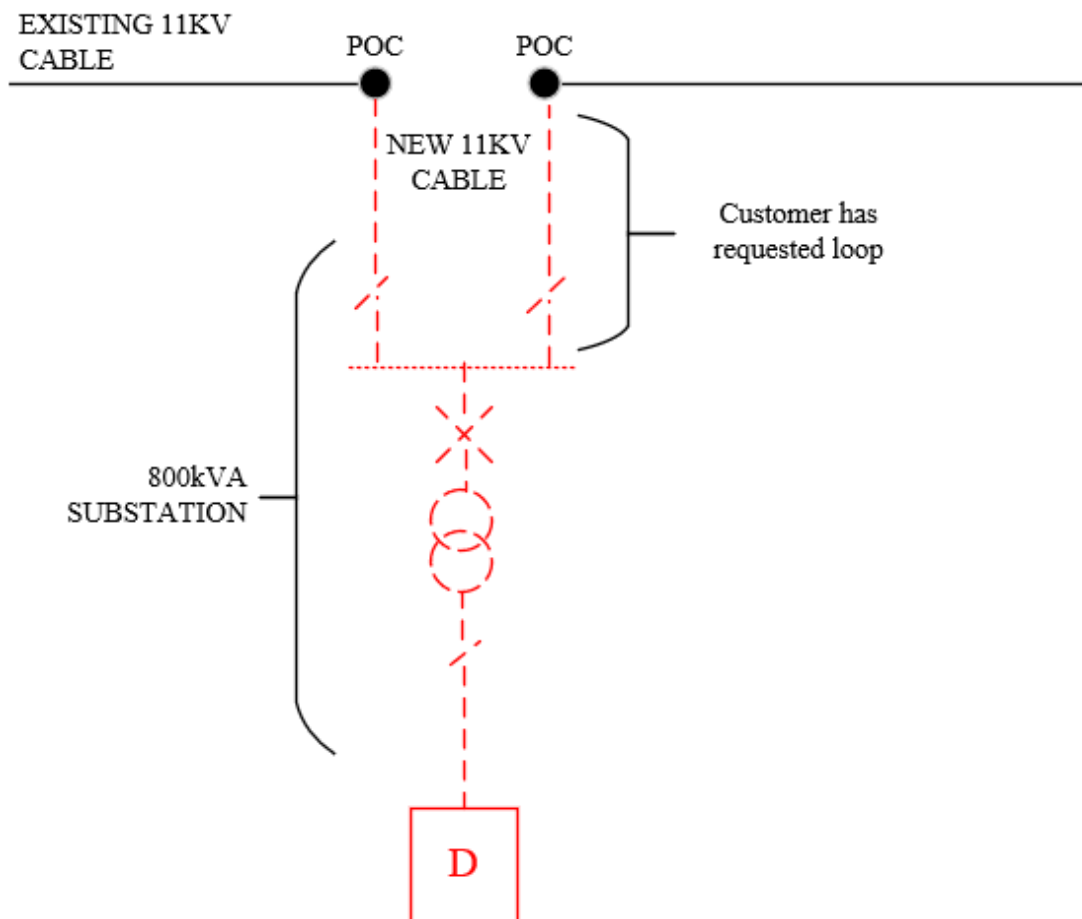 EXISTING 11KV
CABLE
POC
POC
NEW 11KV
CABLE
Customer has
requested loop
800kVA
SUBSTATION
D